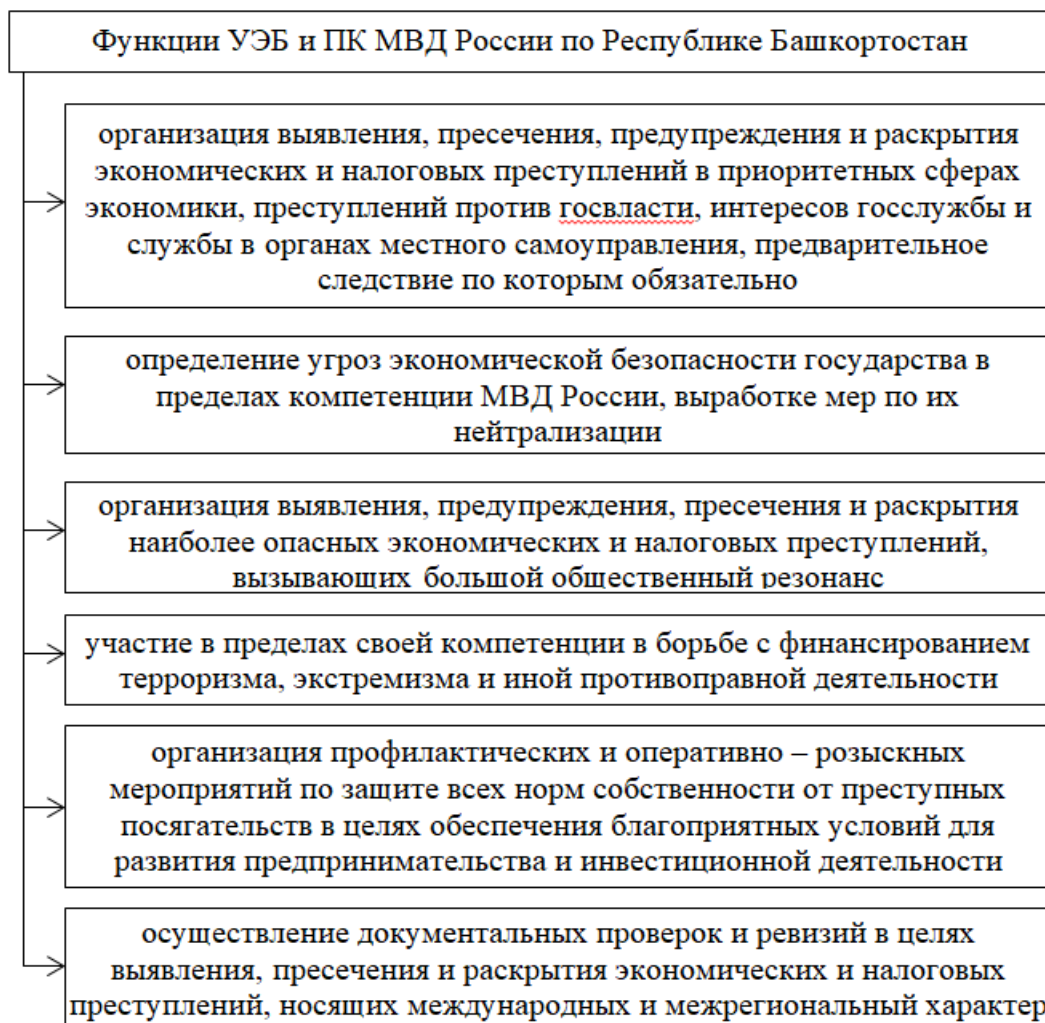 Функции УЭБ и ПК МВД России по Республике Башкортостан
организация выявления, пресечения, предупреждения и раскрытия
экономических и налоговых преступлений в приоритетных сферах
экономики, преступлений против госвласти, интересов госслужбы и
службы в органах местного самоуправления, предварительное
следствие по которым обязательно
определение угроз экономической безопасности государства в
пределах компетенции МВД России, выработке мер по их
нейтрализации
организация выявления, предупреждения, пресечения и раскрытия
наиболее опасных экономических и налоговых преступлений,
вызывающих большой общественный резонанс
участие в пределах своей компетенции в борьбе с финансированием
терроризма, экстремизма и иной противоправной деятельности
организация профилактических и оперативно – розыскных
мероприятий по защите всех норм собственности от преступных
посягательств в целях обеспечения благоприятных условий для
развития предпринимательства и инвестиционной деятельности
осуществление документальных проверок и ревизий в целях
выявления, пресечения и раскрытия экономических и налоговых
преступлений, носящих международных и межрегиональный характер